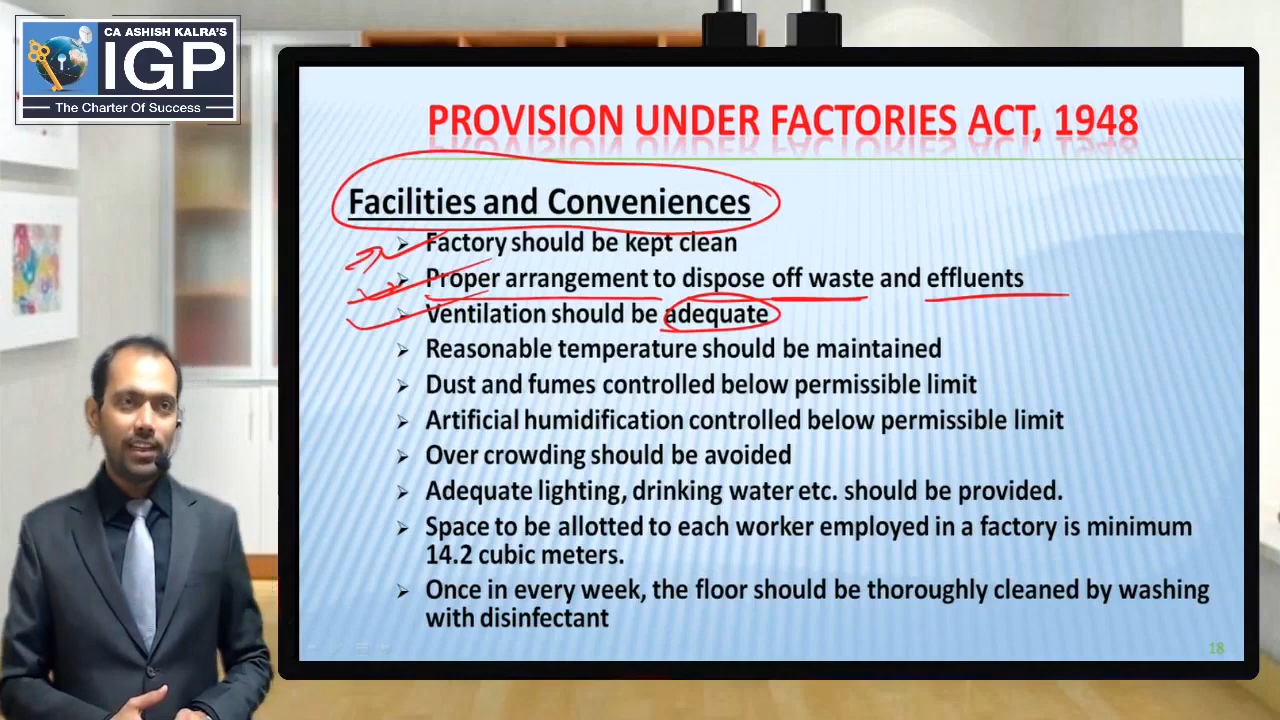 CA ASHISH KALRA'S
IGP
The Charter Of Success
PROVISION UNDER FACTORIES ACT, 1948
Facilities and Conveniences
➢ Factory should be kept clean
➢ Proper arrangement to dispose off waste and effluents
➢ Ventilation should be adequate
➢ Reasonable temperature should be maintained
➢ Dust and fumes controlled below permissible limit
➢ Artificial humidification controlled below permissible limit
➢ Over crowding should be avoided
➢ Adequate lighting, drinking water etc. should be provided.
➢ Space to be allotted to each worker employed in a factory is minimum
14.2 cubic meters.
➢ Once in every week, the floor should be thoroughly cleaned by washing
with disinfectant
18